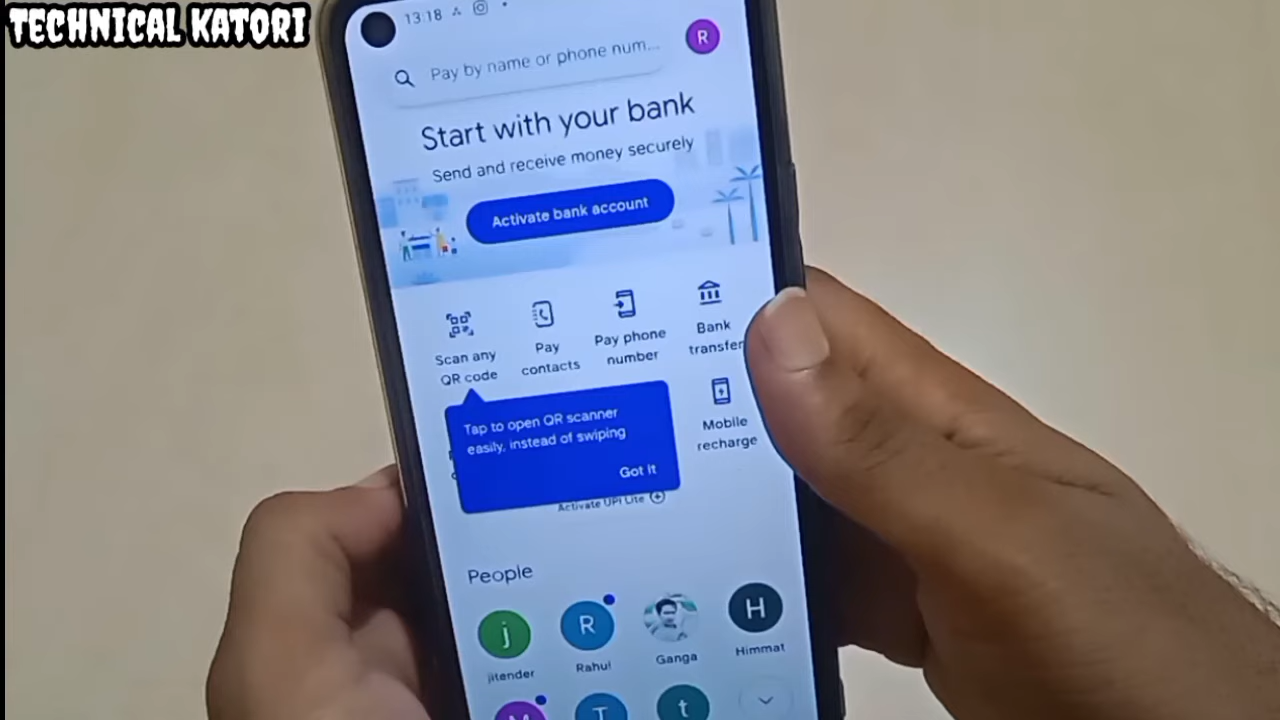 TECHNICAL KATORI
13:18
Pay by name or phone num...
R
Start with your bank
Send and receive money securely
Activate bank account
Scan any
QR code
Pay
contacts
Pay phone
number
Bank
transfer
Tap to open QR scanner
easily, instead of swiping
Got it
Mobile
recharge
Activate UPI Lite
People
j
R
H
jitender
Rahul
Ganga
Himmat
M
T
t